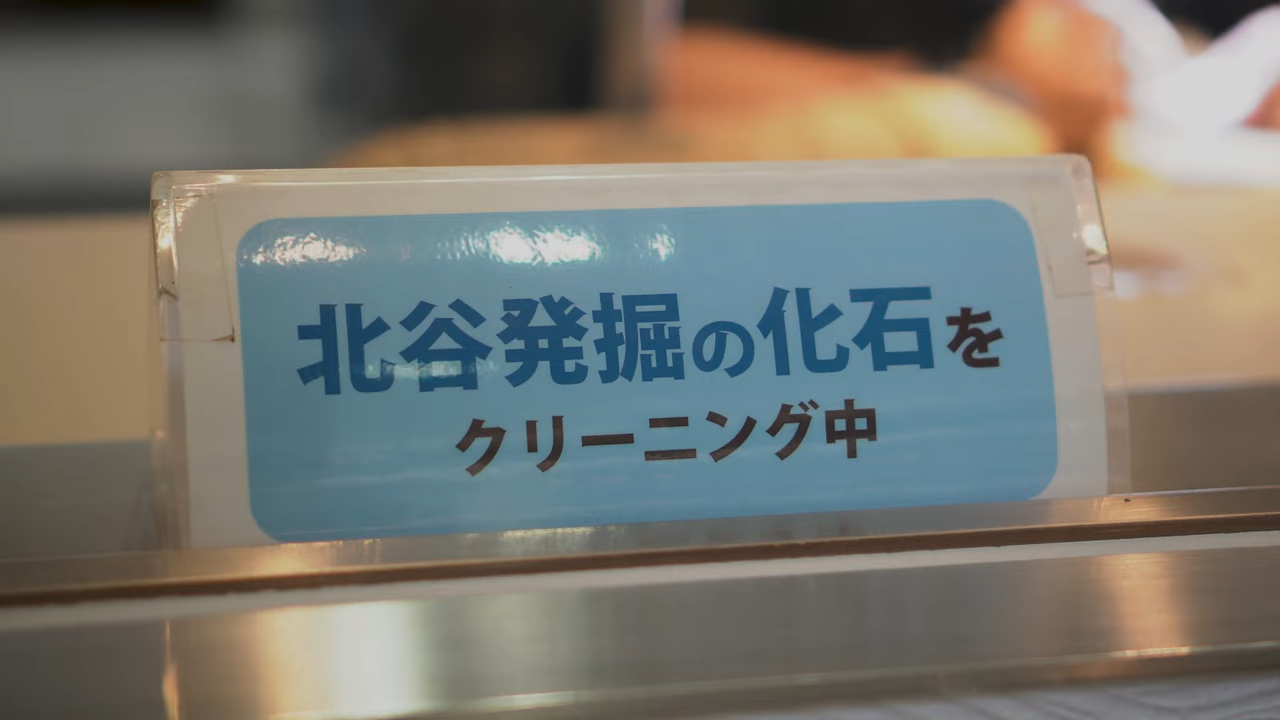 北谷発掘の化石を
クリーニング中